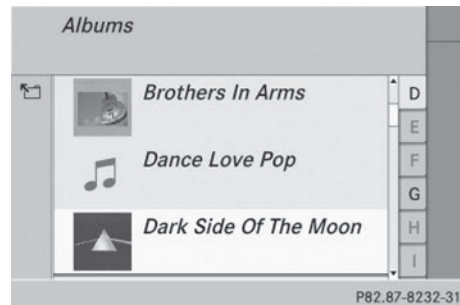 Albums
Brothers In Arms
Dance Love Pop
Dark Side Of The Moon
D
E
F
G
H
I
P82.87-8232-31